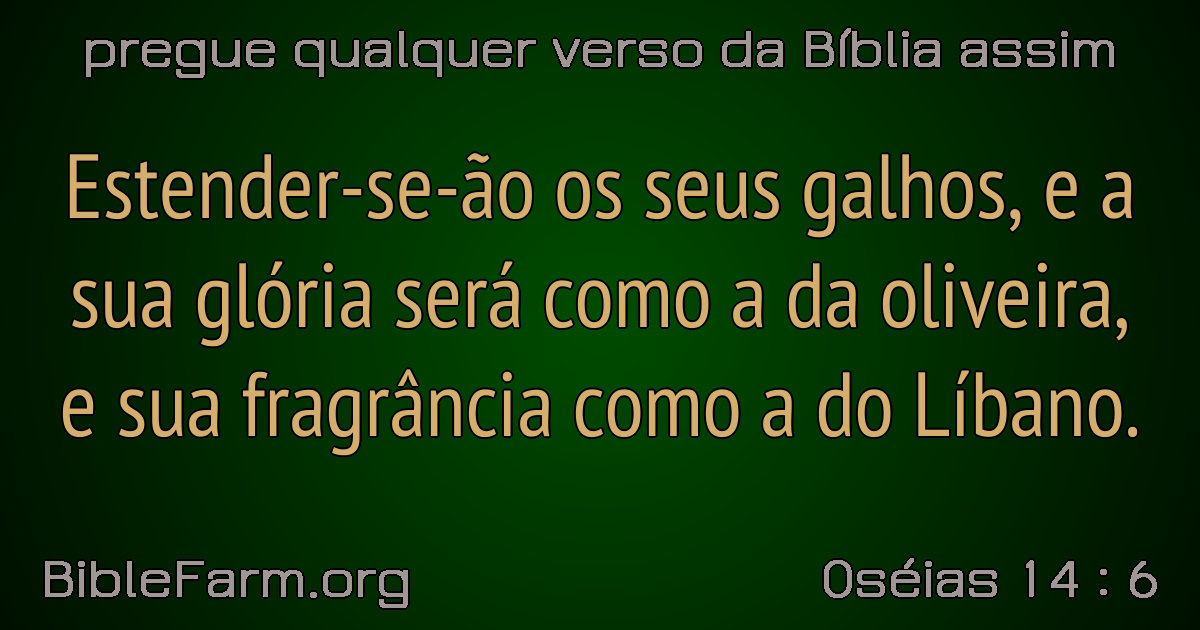 pregue qualquer verso da Bíblia assim
Estender-se-ão os seus galhos, e a
sua glória será como a da oliveira,
e sua fragrância como a do Líbano.
BibleFarm.org
Oséias 14 : 6